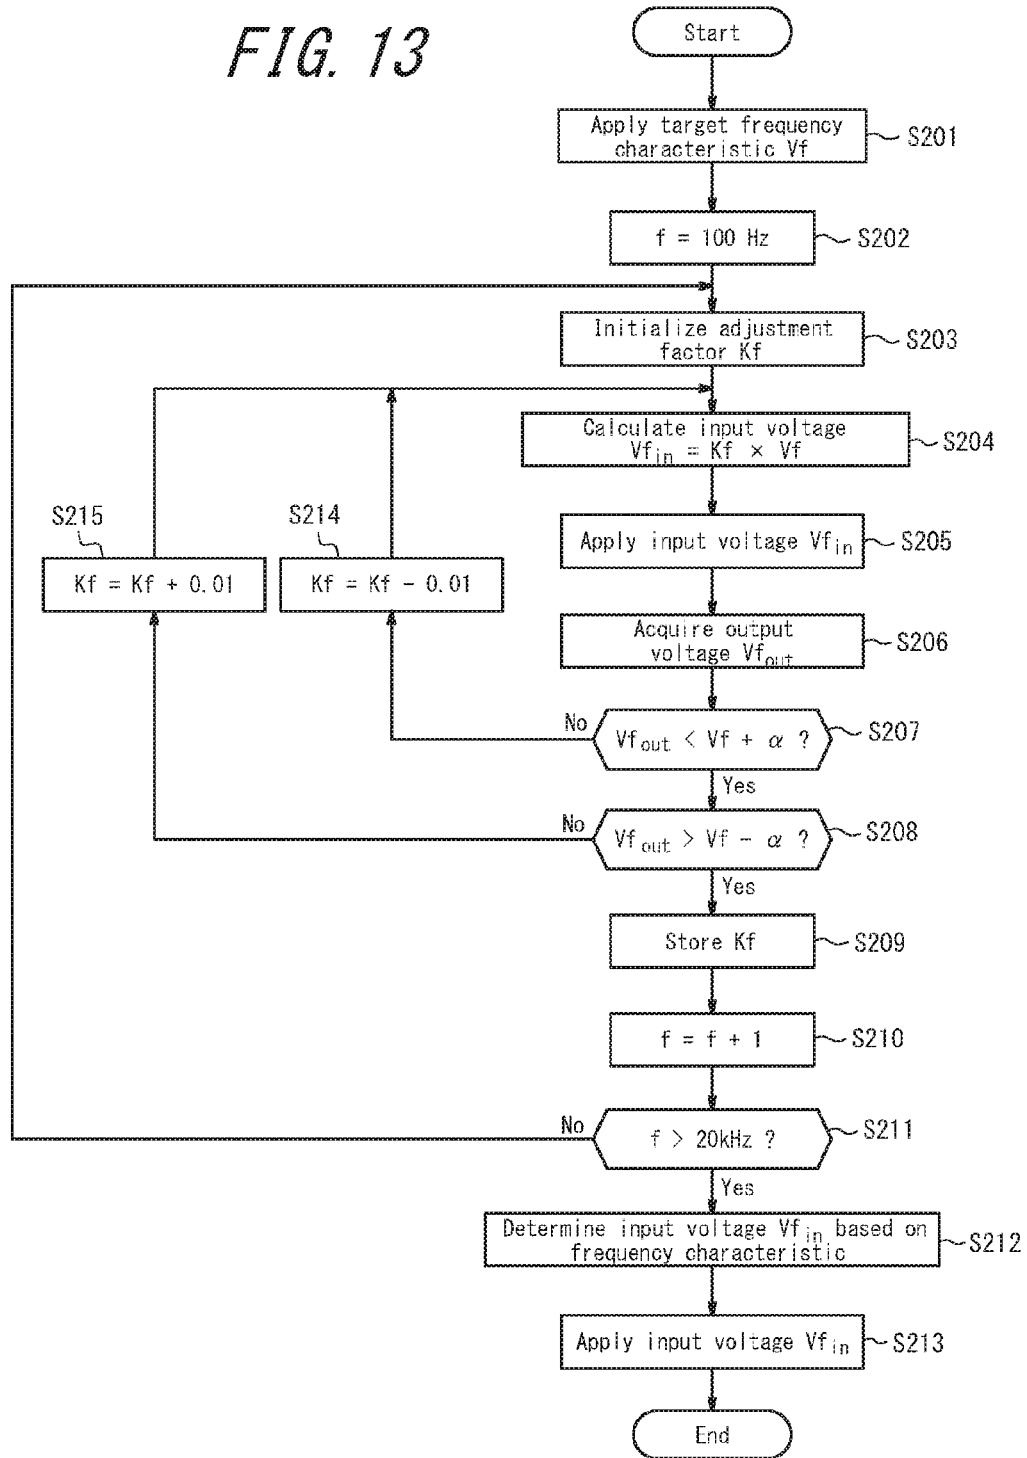 FIG. 13
Start
Apply target frequency
characteristic Vf
S201
f = 100 Hz
S202
Initialize adjustment
factor Kf
S203
Calculate input voltage
Vfin = Kf × Vf
S204
S215
Kf = Kf + 0.01
S214
Kf = Kf - 0.01
Apply input voltage Vfin
S205
Acquire output
voltage Vfout
S206
No
Vfout < Vf + α ?
S207
Yes
No
Vfout > Vf - α ?
S208
Yes
Store Kf
S209
f = f + 1
S210
No
f > 20kHz ?
S211
Yes
Determine input voltage Vfin based on
frequency characteristic
S212
Apply input voltage Vfin
S213
End